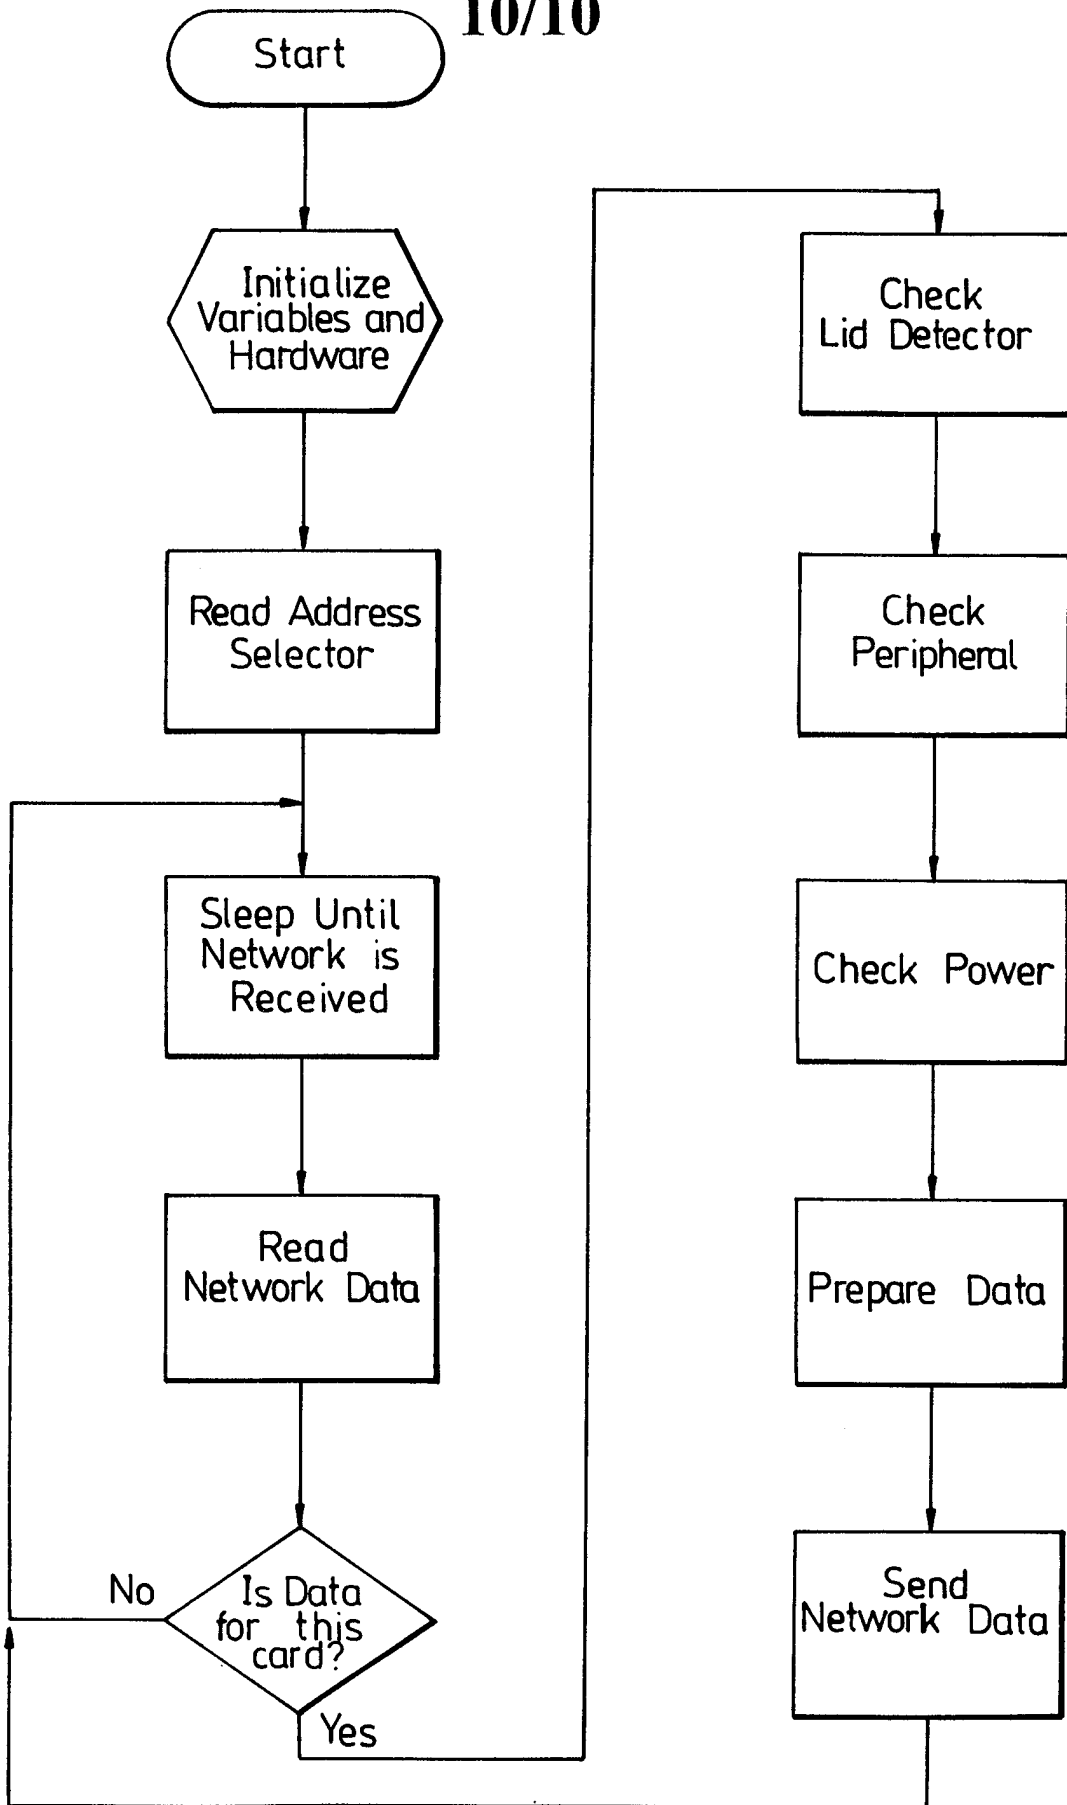 10/10
Start
Initialize
Variables and
Hardware
Read Address
Selector
Sleep Until
Network is
Received
Read
Network Data
Is Data
for this
card?
No
Yes
Check
Lid Detector
Check
Peripheral
Check Power
Prepare Data
Send
Network Data